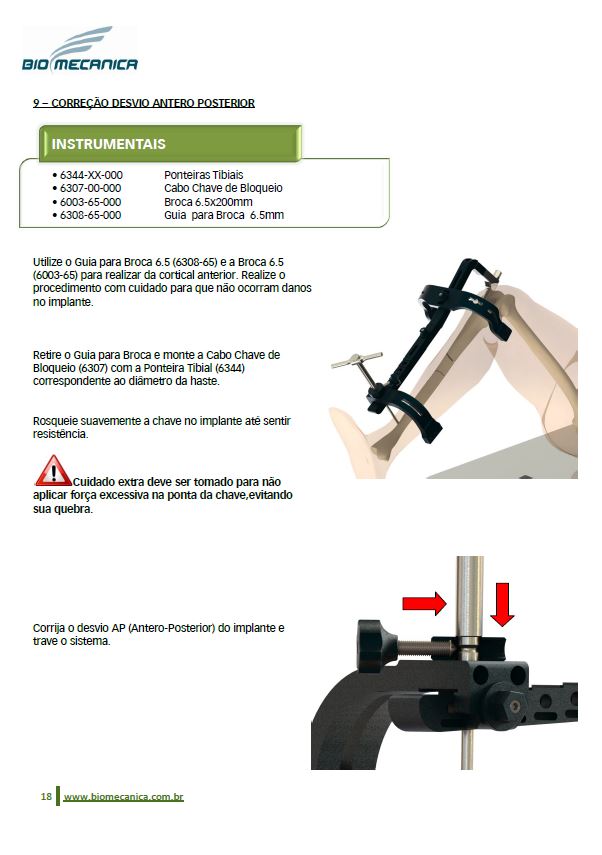 BIOMECANICA
9 – CORREÇÃO DESVIO ANTERO POSTERIOR
INSTRUMENTAIS
• 6344-XX-000 Ponteiras Tibiais
• 6307-00-000 Cabo Chave de Bloqueio
• 6003-65-000 Broca 6.5x200mm
• 6308-65-000 Guia para Broca 6.5mm
Utilize o Guia para Broca 6.5 (6308-65) e a Broca 6.5
(6003-65) para realizar da cortical anterior. Realize o
procedimento com cuidado para que não ocorram danos
no implante.
Retire o Guia para Broca e monte a Cabo Chave de
Bloqueio (6307) com a Ponteira Tibial (6344)
correspondente ao diâmetro da haste.
Rosqueie suavemente a chave no implante até sentir
resistência.
Cuidado extra deve ser tomado para não
aplicar força excessiva na ponta da chave,evitando
sua quebra.
Corrija o desvio AP (Antero-Posterior) do implante e
trave o sistema.
18 www.biomecanica.com.br